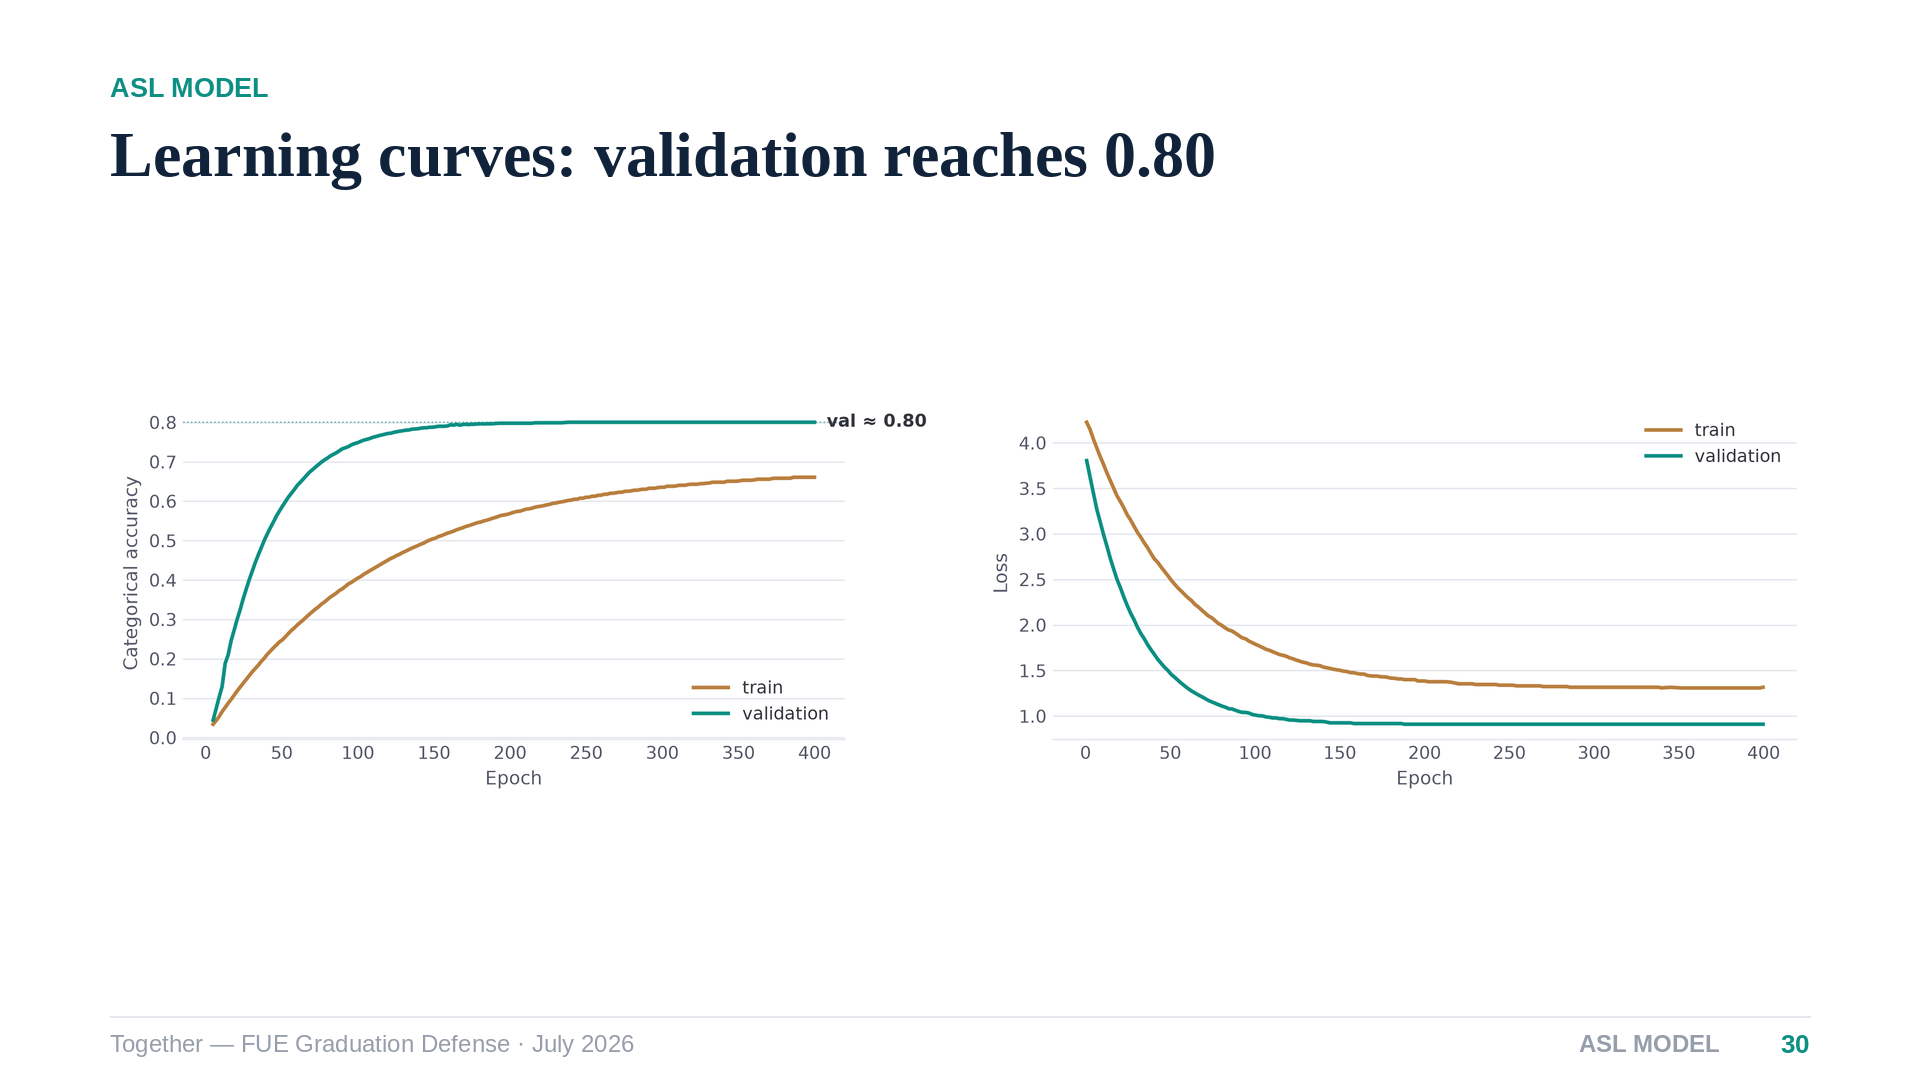 ASL MODEL
Learning curves: validation reaches 0.80
Categorical accuracy
0.8
0.7
0.6
0.5
0.4
0.3
0.2
0.1
0.0
val ≈ 0.80
train
validation
0 50 100 150 200 250 300 350 400
Epoch
Loss
4.0
3.5
3.0
2.5
2.0
1.5
1.0
train
validation
0 50 100 150 200 250 300 350 400
Epoch
Together — FUE Graduation Defense · July 2026
ASL MODEL 30